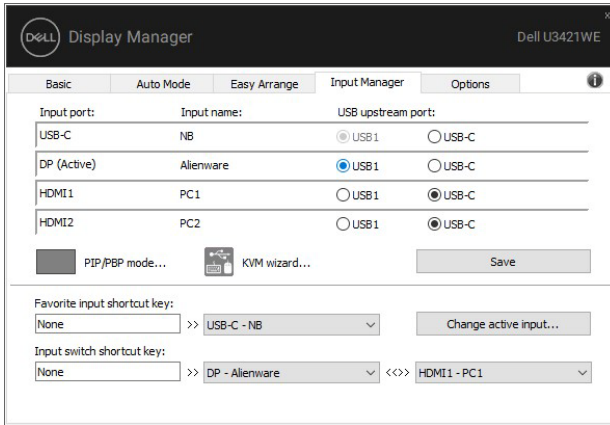 DELL Display Manager Dell U3421WE
Basic Auto Mode Easy Arrange Input Manager Options
Input port: Input name: USB upstream port:
USB-C NB USB1 USB-C
DP (Active) Alienware USB1 USB-C
HDMI1 PC1 USB1 USB-C
HDMI2 PC2 USB1 USB-C
PIP/PBP mode... KVM wizard... Save
Favorite input shortcut key:
None >> USB-C - NB Change active input...
Input switch shortcut key:
None >> DP - Alienware <<>> HDMI1 - PC1